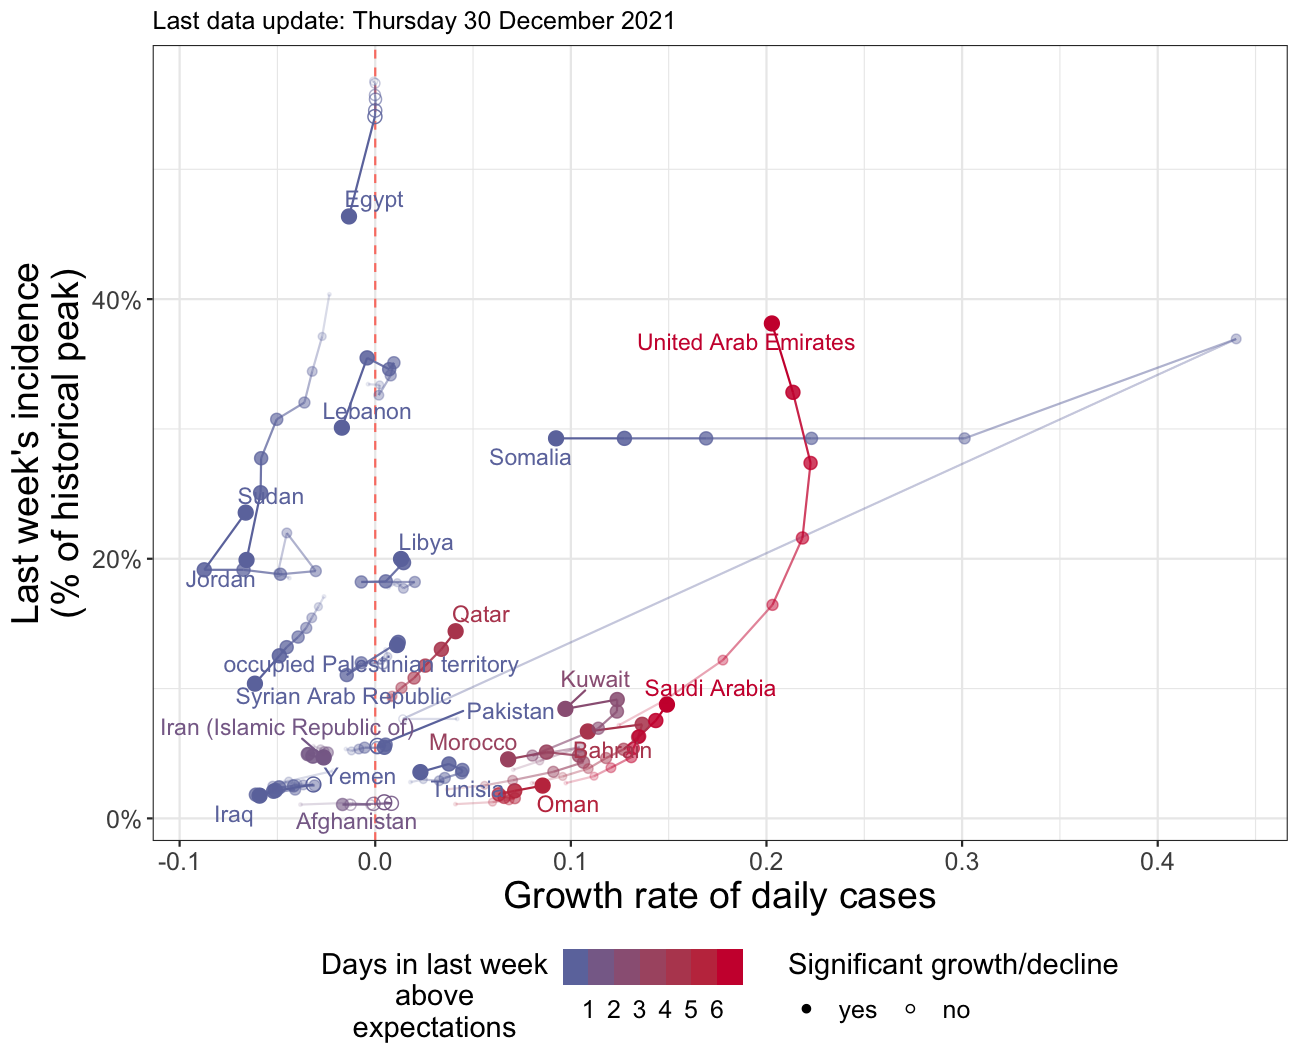 Last data update: Thursday 30 December 2021
Last week's incidence
(% of historical peak)
40%
20%
0%
Egypt
United Arab Emirates
Lebanon
Somalia
Sudan
Libya
Jordan
Qatar
occupied Palestinian territory
Kuwait
Saudi Arabia
Syrian Arab Republic
Pakistan
Iran (Islamic Republic of)
Morocco
Bahrain
Yemen
Tunisia
Oman
Iraq
Afghanistan
-0.1 0.0 0.1 0.2 0.3 0.4
Growth rate of daily cases
Days in last week
above
expectations
1 2 3 4 5 6
Significant growth/decline
yes no